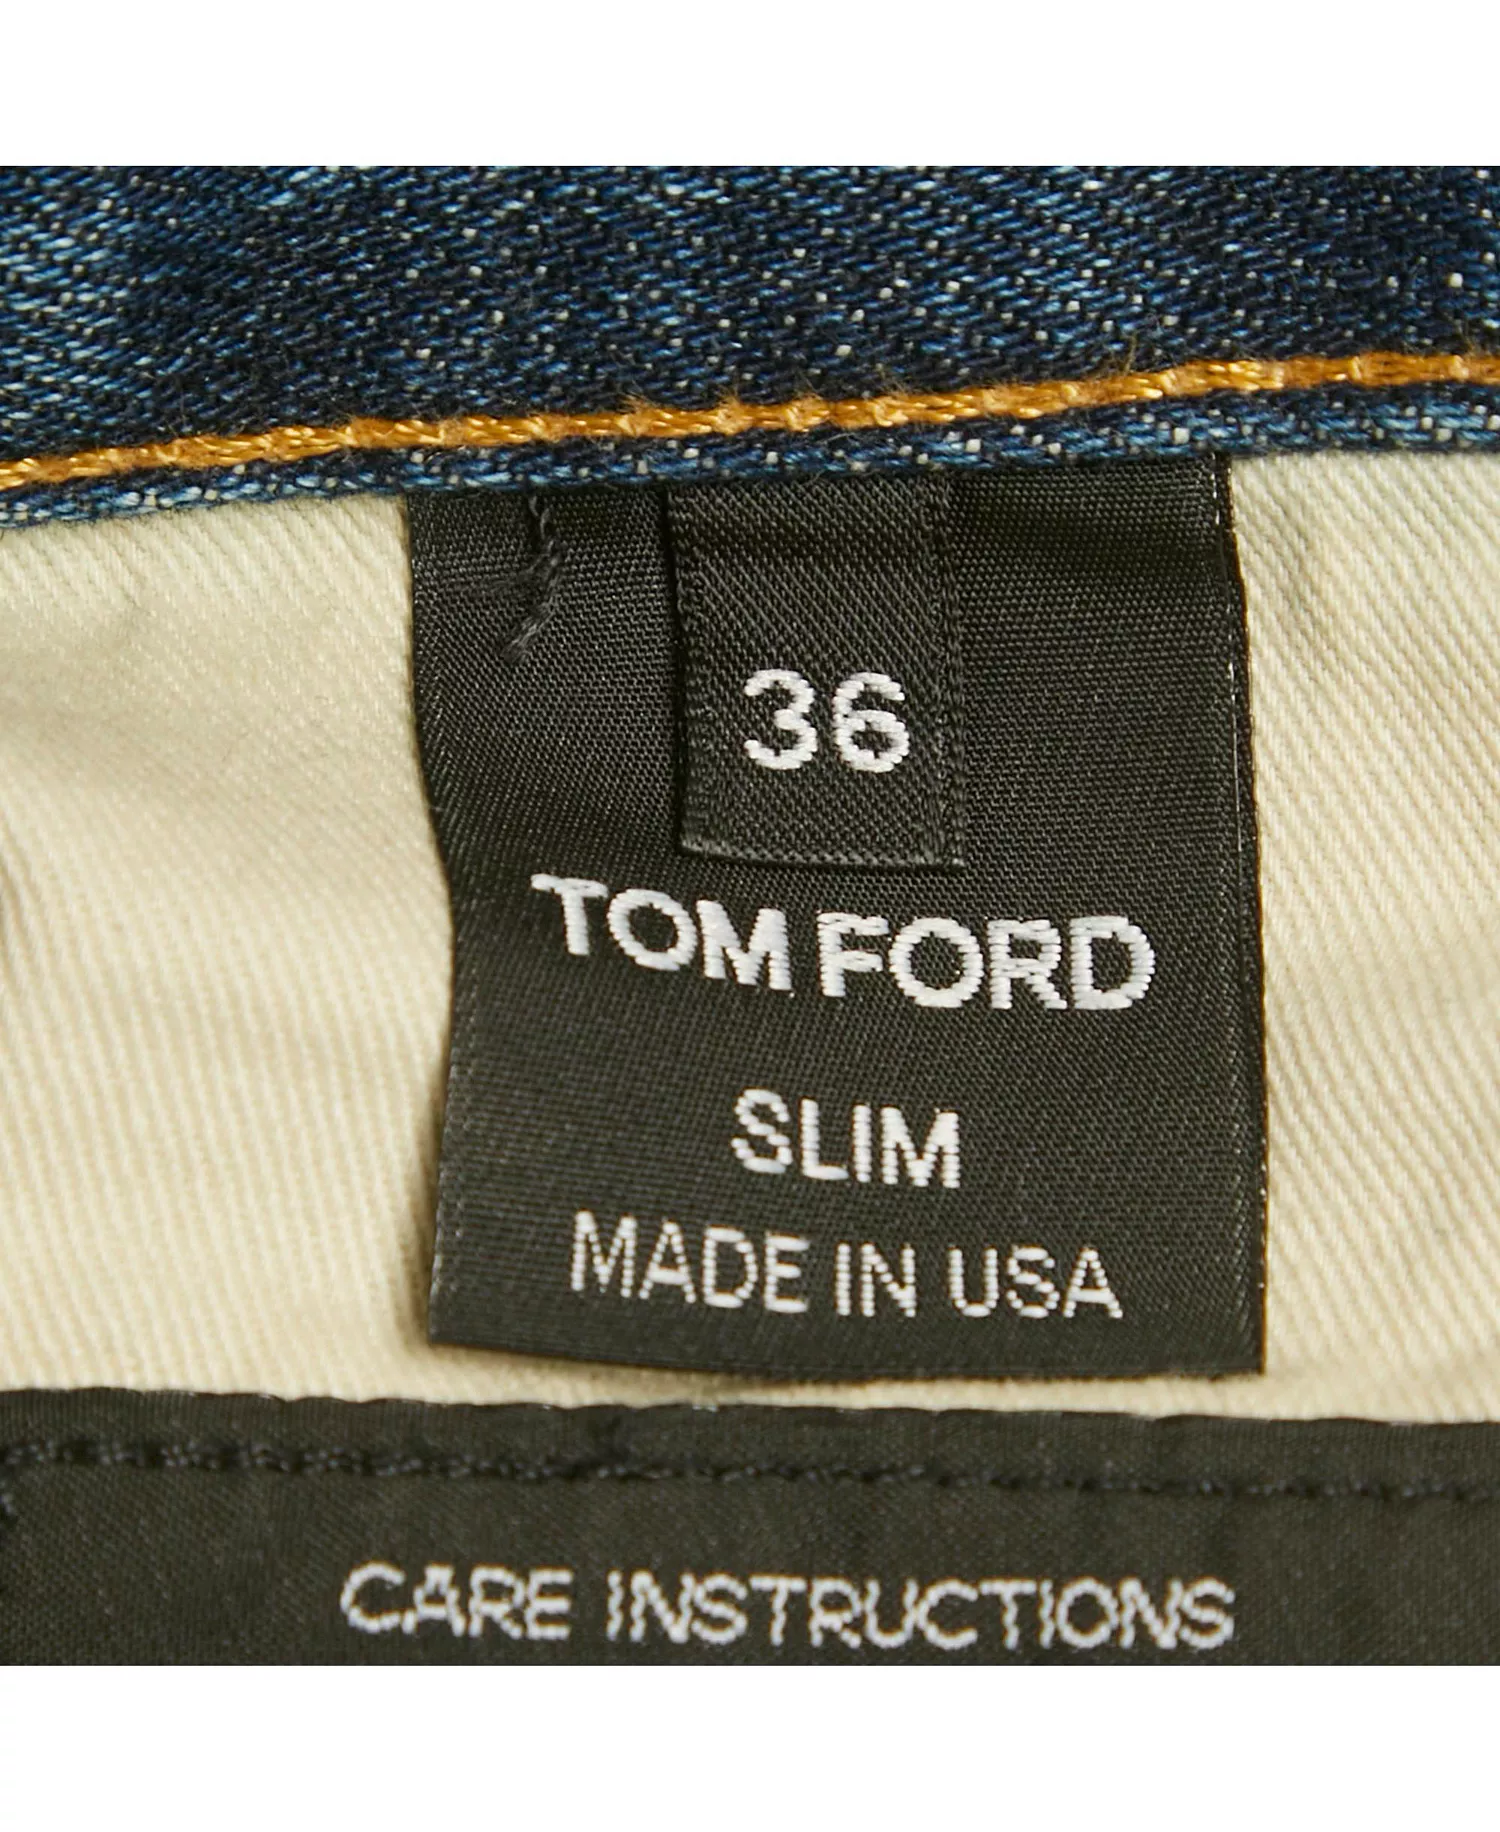 36
TOM FORD
SLIM
MADE IN USA
CARE INSTRUCTIONS